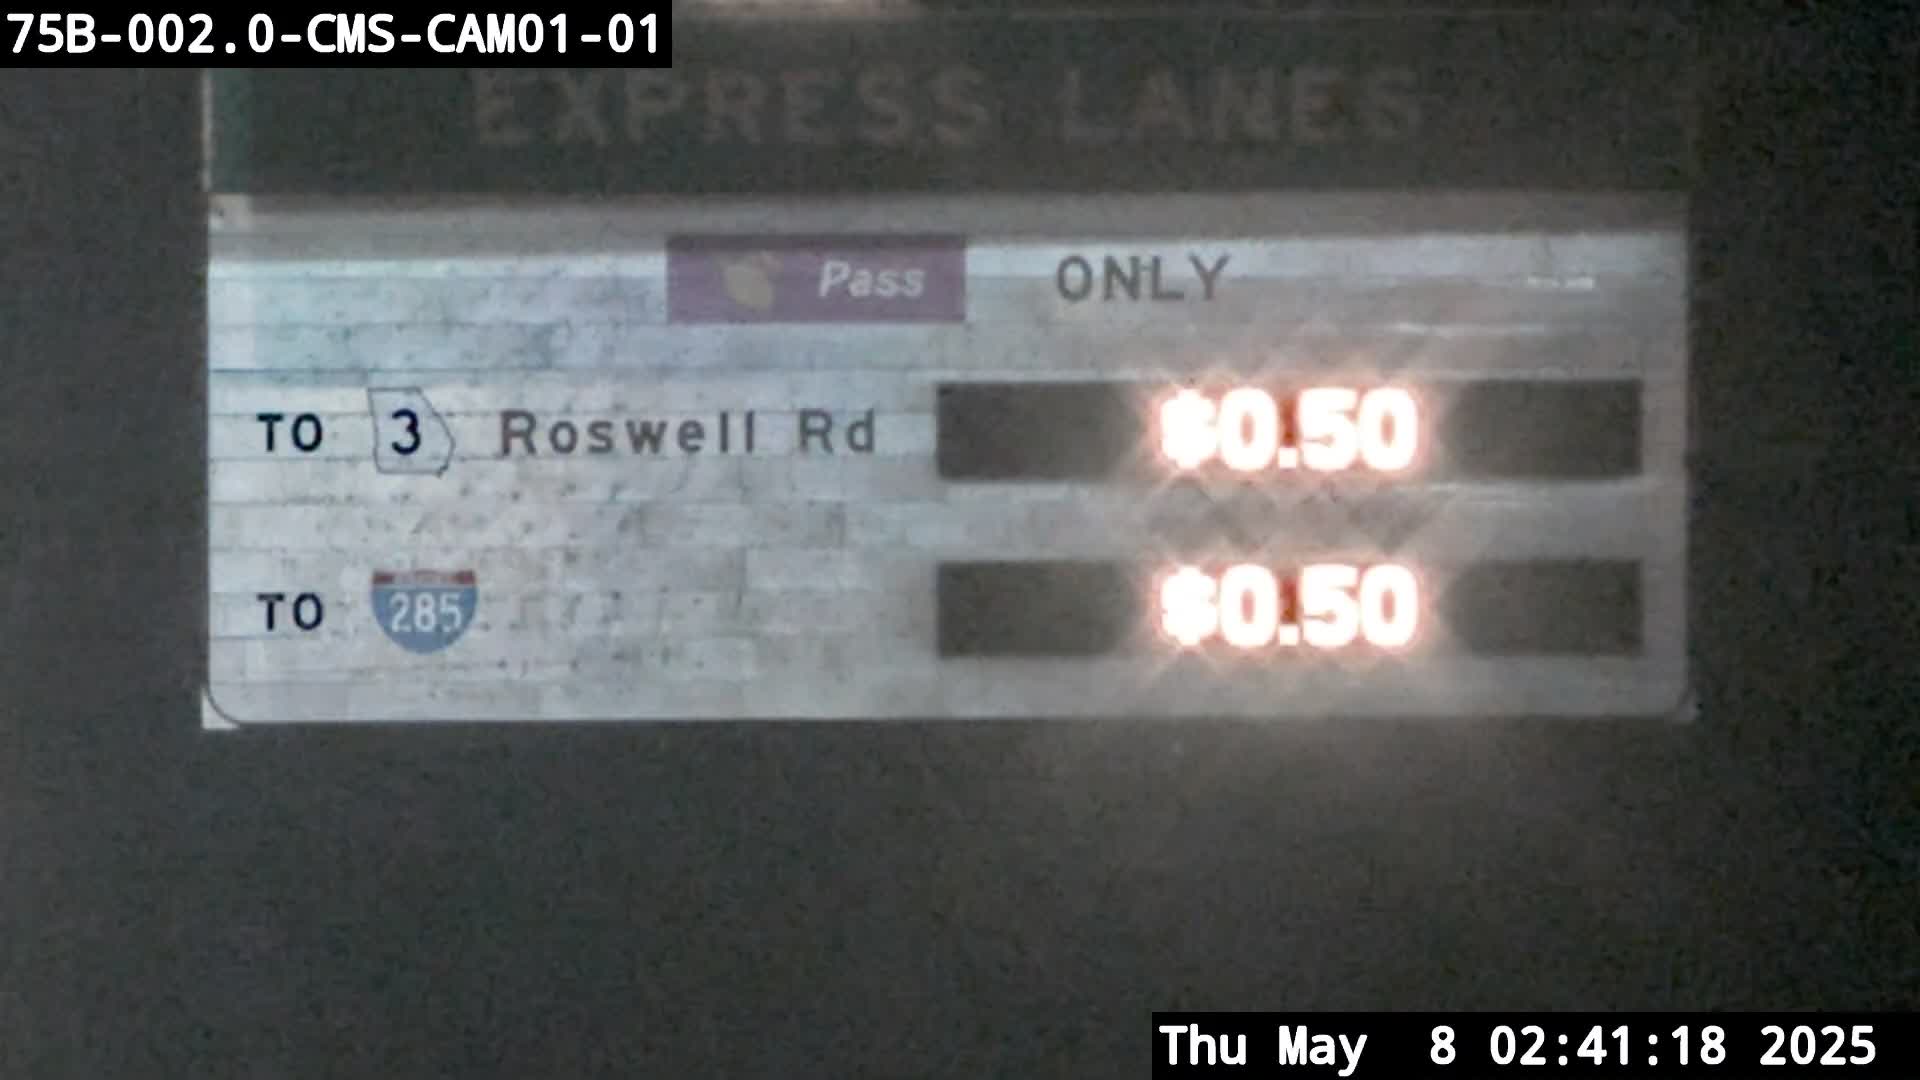 75B-002.0-CMS-CAM01-01
EXPRESS LANES
Pass ONLY
TO 3 Roswell Rd $0.50
TO 285 $0.50
Thu May 8 02:41:18 2025